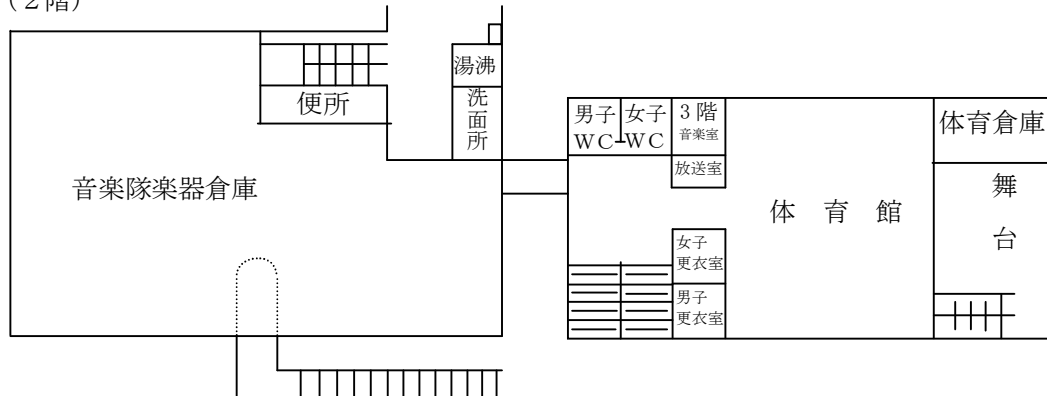 (２階)
湯沸
洗面所
便所
音楽隊楽器倉庫
男子
ＷＣ
女子
ＷＣ
３階
音楽室
放送室
女子
更衣室
男子
更衣室
体育館
体育倉庫
舞台